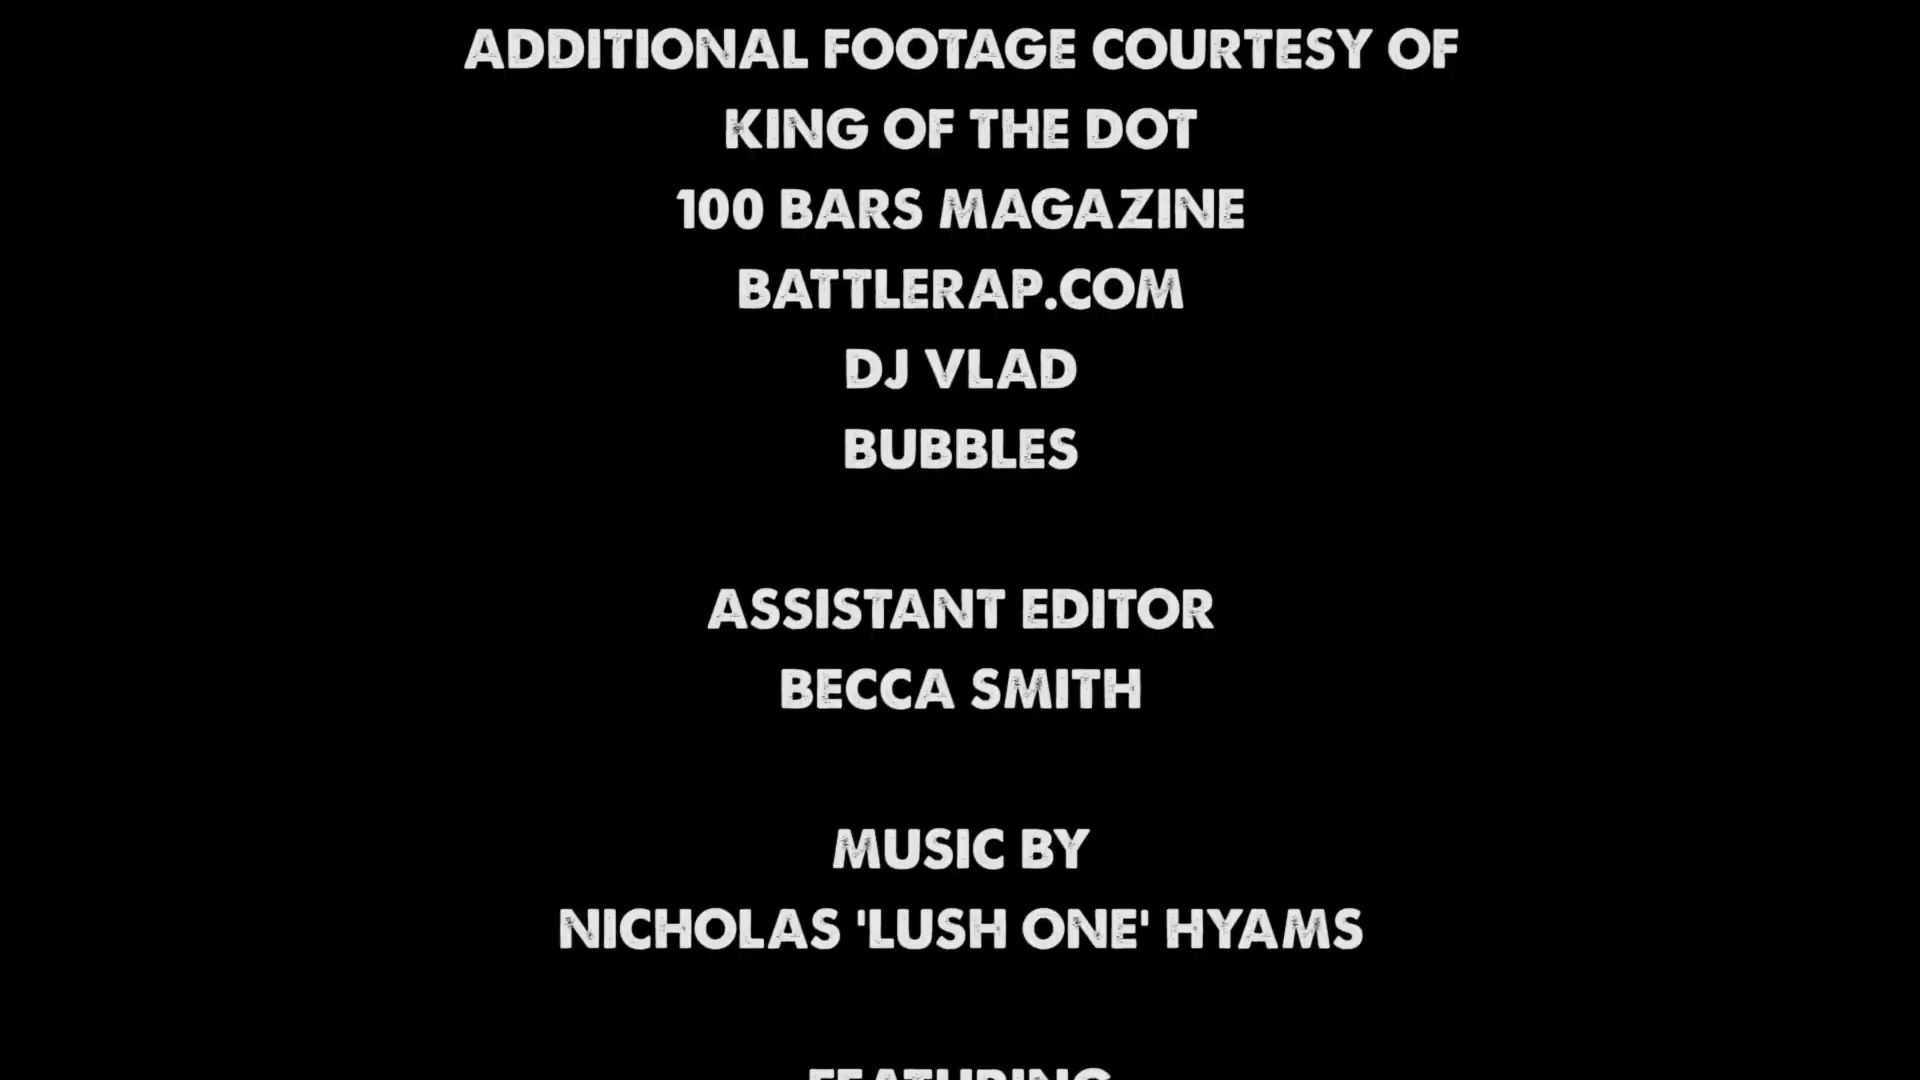 ADDITIONAL FOOTAGE COURTESY OF
KING OF THE DOT
100 BARS MAGAZINE
BATTLERAP.COM
DJ VLAD
BUBBLES
ASSISTANT EDITOR
BECCA SMITH
MUSIC BY
NICHOLAS 'LUSH ONE' HYAMS
FEATURING